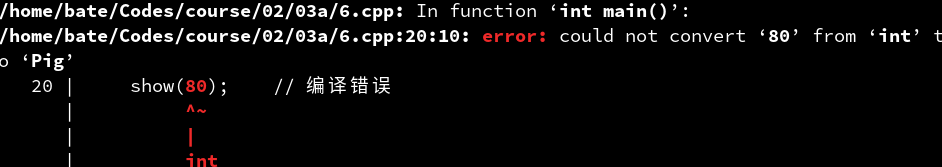 /home/bate/Codes/course/02/03a/6.cpp: In function ‘int main()’:
/home/bate/Codes/course/02/03a/6.cpp:20:10: error: could not convert ‘80’ from ‘int’ t
o ‘Pig’
   20 |     show(80);    // 编译错误
      |          ^~
      |          |
      |          int